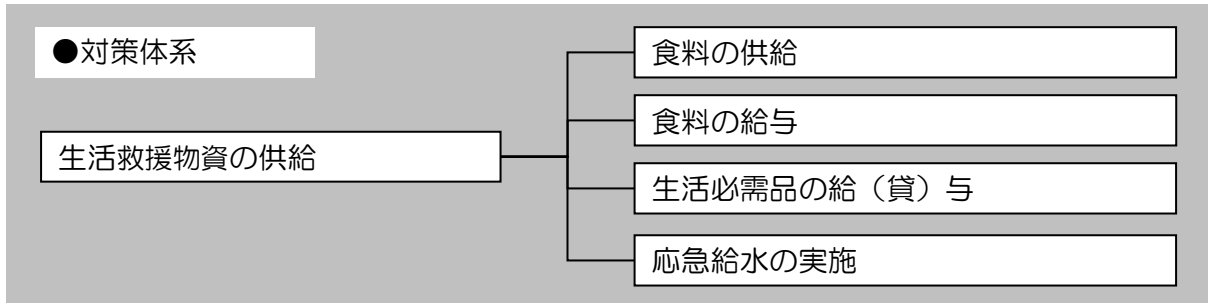 ●対策体系
生活救援物資の供給
食料の供給
食料の給与
生活必需品の給（貸）与
応急給水の実施